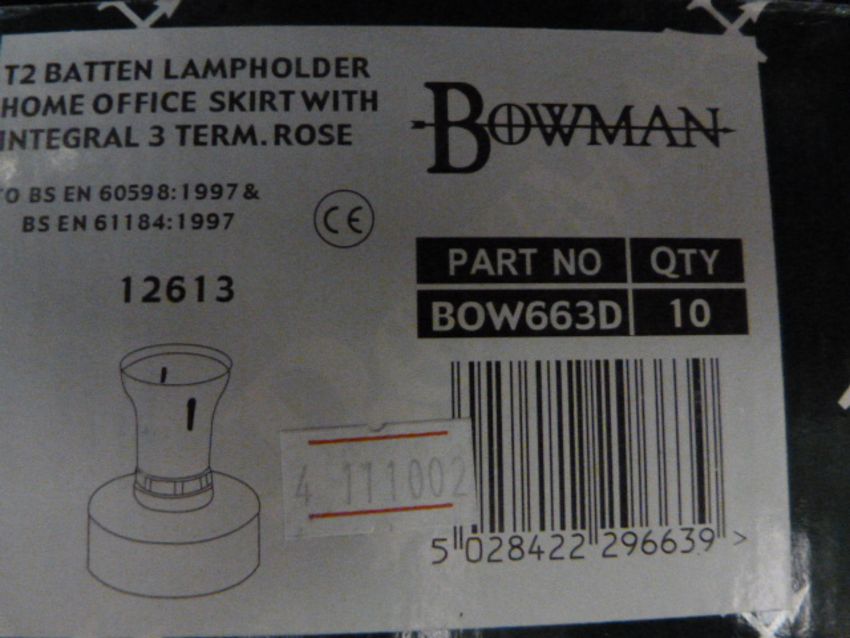 T2 BATTEN LAMPHOLDER
HOME OFFICE SKIRT WITH
INTEGRAL 3 TERM. ROSE
TO BS EN 60598:1997 &
BS EN 61184:1997
CE
12613
BOWMAN
PART NO QTY
BOW663D 10
4 111002
5 028422 296639 >